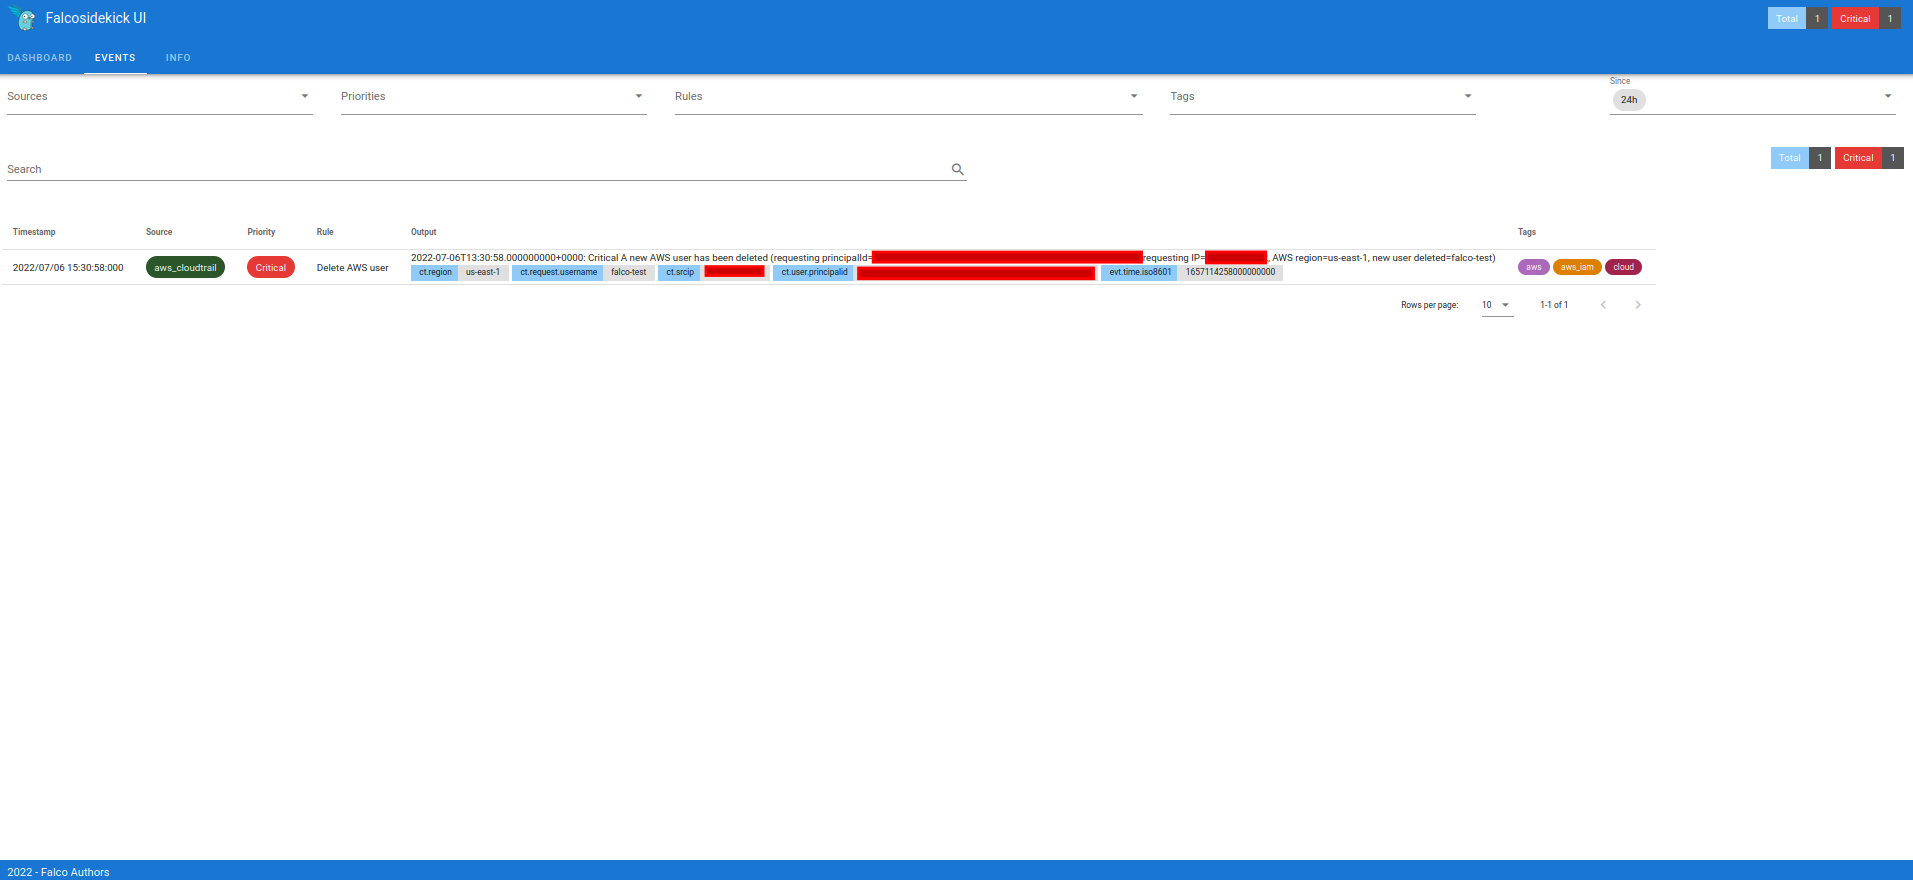 Falcosidekick UI
Total 1 Critical 1
DASHBOARD EVENTS INFO
Since
Sources Priorities Rules Tags 24h
Search
Total 1 Critical 1
Timestamp Source Priority Rule Output Tags
2022-07-06T13:30:58.000000000+0000: Critical A new AWS user has been deleted (requesting principalId= requesting IP= , AWS region=us-east-1, new user deleted=falco-test)
2022/07/06 15:30:58:000 aws_cloudtrail Critical Delete AWS user aws aws_iam cloud
ct.region us-east-1 ct.request.username falco-test ct.srcip ct.user.principalid evt.time.iso8601 1657114258000000000
Rows per page: 10 1-1 of 1
2022 - Falco Authors